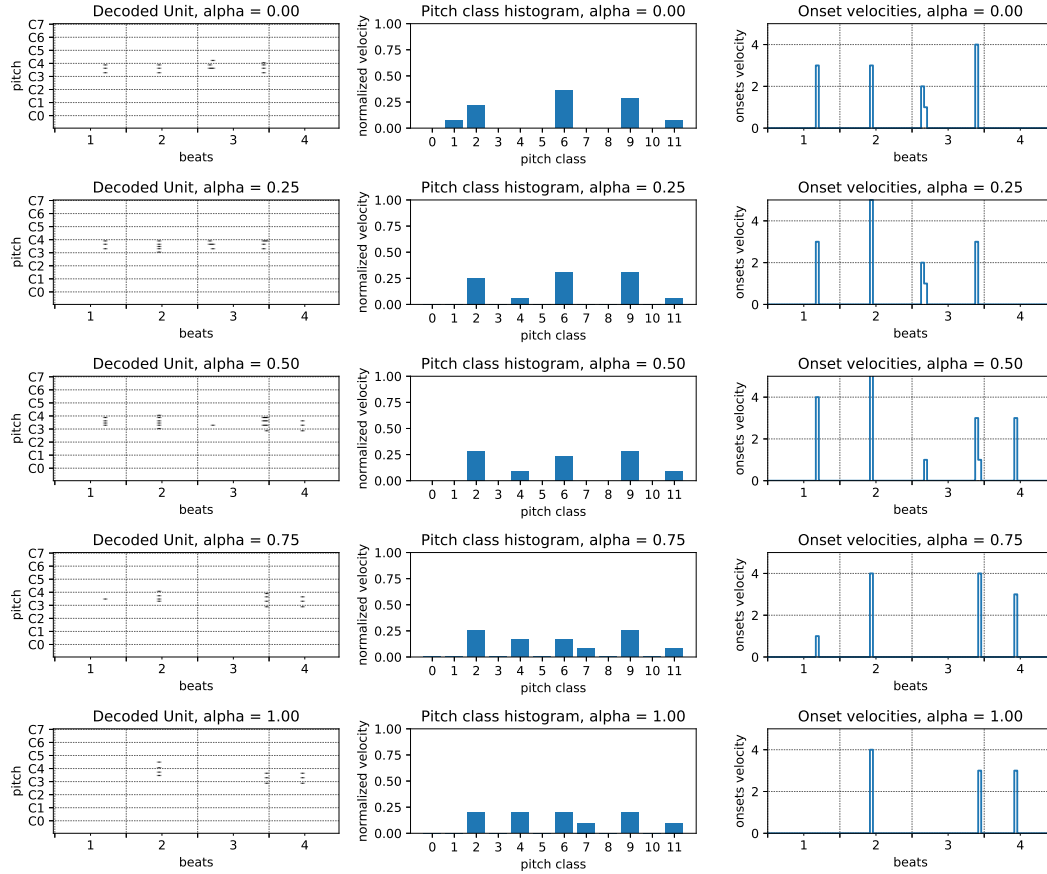 Decoded Unit, alpha = 0.00
C7
C6
C5
C4
C3
C2
C1
C0
pitch
1 2 3 4
beats
Pitch class histogram, alpha = 0.00
1.00
0.75
0.50
0.25
0.00
normalized velocity
0 1 2 3 4 5 6 7 8 9 10 11
pitch class
Onset velocities, alpha = 0.00
4
2
0
onsets velocity
1 2 3 4
beats
Decoded Unit, alpha = 0.25
C7
C6
C5
C4
C3
C2
C1
C0
pitch
1 2 3 4
beats
Pitch class histogram, alpha = 0.25
1.00
0.75
0.50
0.25
0.00
normalized velocity
0 1 2 3 4 5 6 7 8 9 10 11
pitch class
Onset velocities, alpha = 0.25
4
2
0
onsets velocity
1 2 3 4
beats
Decoded Unit, alpha = 0.50
C7
C6
C5
C4
C3
C2
C1
C0
pitch
1 2 3 4
beats
Pitch class histogram, alpha = 0.50
1.00
0.75
0.50
0.25
0.00
normalized velocity
0 1 2 3 4 5 6 7 8 9 10 11
pitch class
Onset velocities, alpha = 0.50
4
2
0
onsets velocity
1 2 3 4
beats
Decoded Unit, alpha = 0.75
C7
C6
C5
C4
C3
C2
C1
C0
pitch
1 2 3 4
beats
Pitch class histogram, alpha = 0.75
1.00
0.75
0.50
0.25
0.00
normalized velocity
0 1 2 3 4 5 6 7 8 9 10 11
pitch class
Onset velocities, alpha = 0.75
4
2
0
onsets velocity
1 2 3 4
beats
Decoded Unit, alpha = 1.00
C7
C6
C5
C4
C3
C2
C1
C0
pitch
1 2 3 4
beats
Pitch class histogram, alpha = 1.00
1.00
0.75
0.50
0.25
0.00
normalized velocity
0 1 2 3 4 5 6 7 8 9 10 11
pitch class
Onset velocities, alpha = 1.00
4
2
0
onsets velocity
1 2 3 4
beats